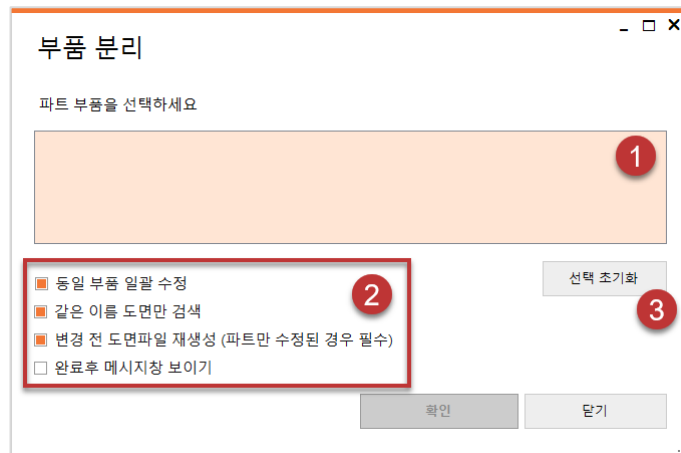 부품 분리
파트 부품을 선택하세요
1
동일 부품 일괄 수정
같은 이름 도면만 검색
변경 전 도면파일 재생성 (파트만 수정된 경우 필수)
완료후 메시지창 보이기
2
선택 초기화
3
확인
닫기